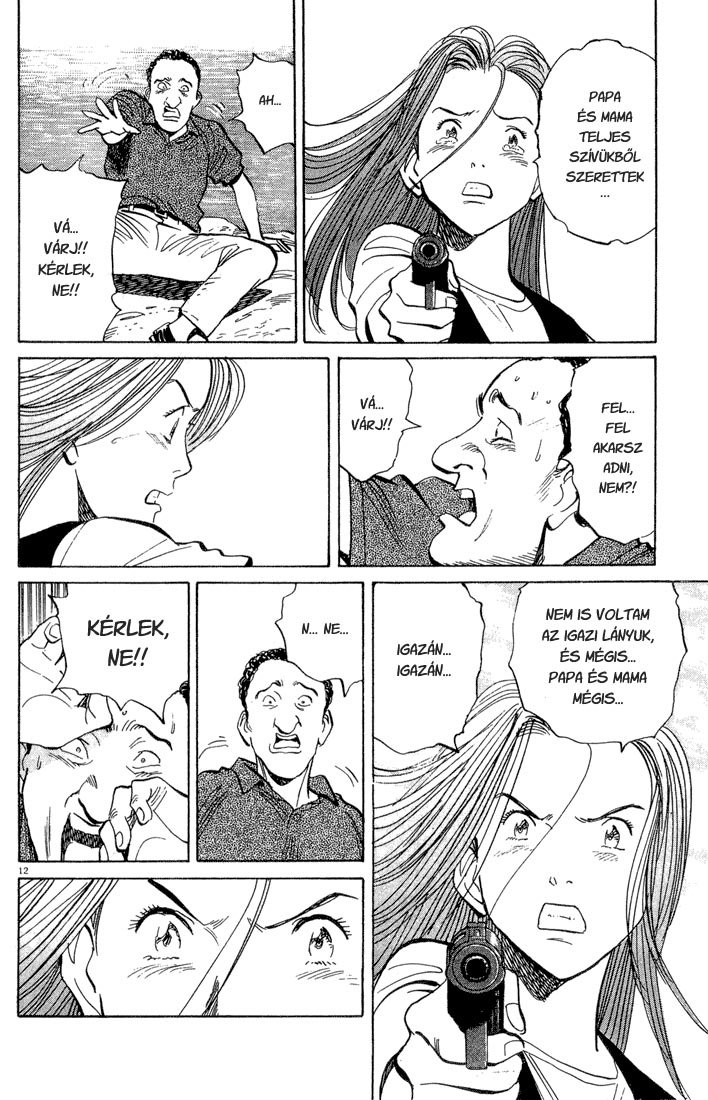 PAPA
ÉS MAMA
TELJES
SZÍVÜKBŐL
SZERETTEK
...
AH...
VÁ...
VÁRJ!!
KÉRLEK,
NE!!
FEL...
FEL
AKARSZ
ADNI,
NEM?!
VÁ...
VÁRJ!!
NEM IS VOLTAM
AZ IGAZI LÁNYUK,
ÉS MÉGIS...
PAPA ÉS MAMA
MÉGIS...
IGAZÁN...
IGAZÁN...
N... NE...
KÉRLEK,
NE!!
12